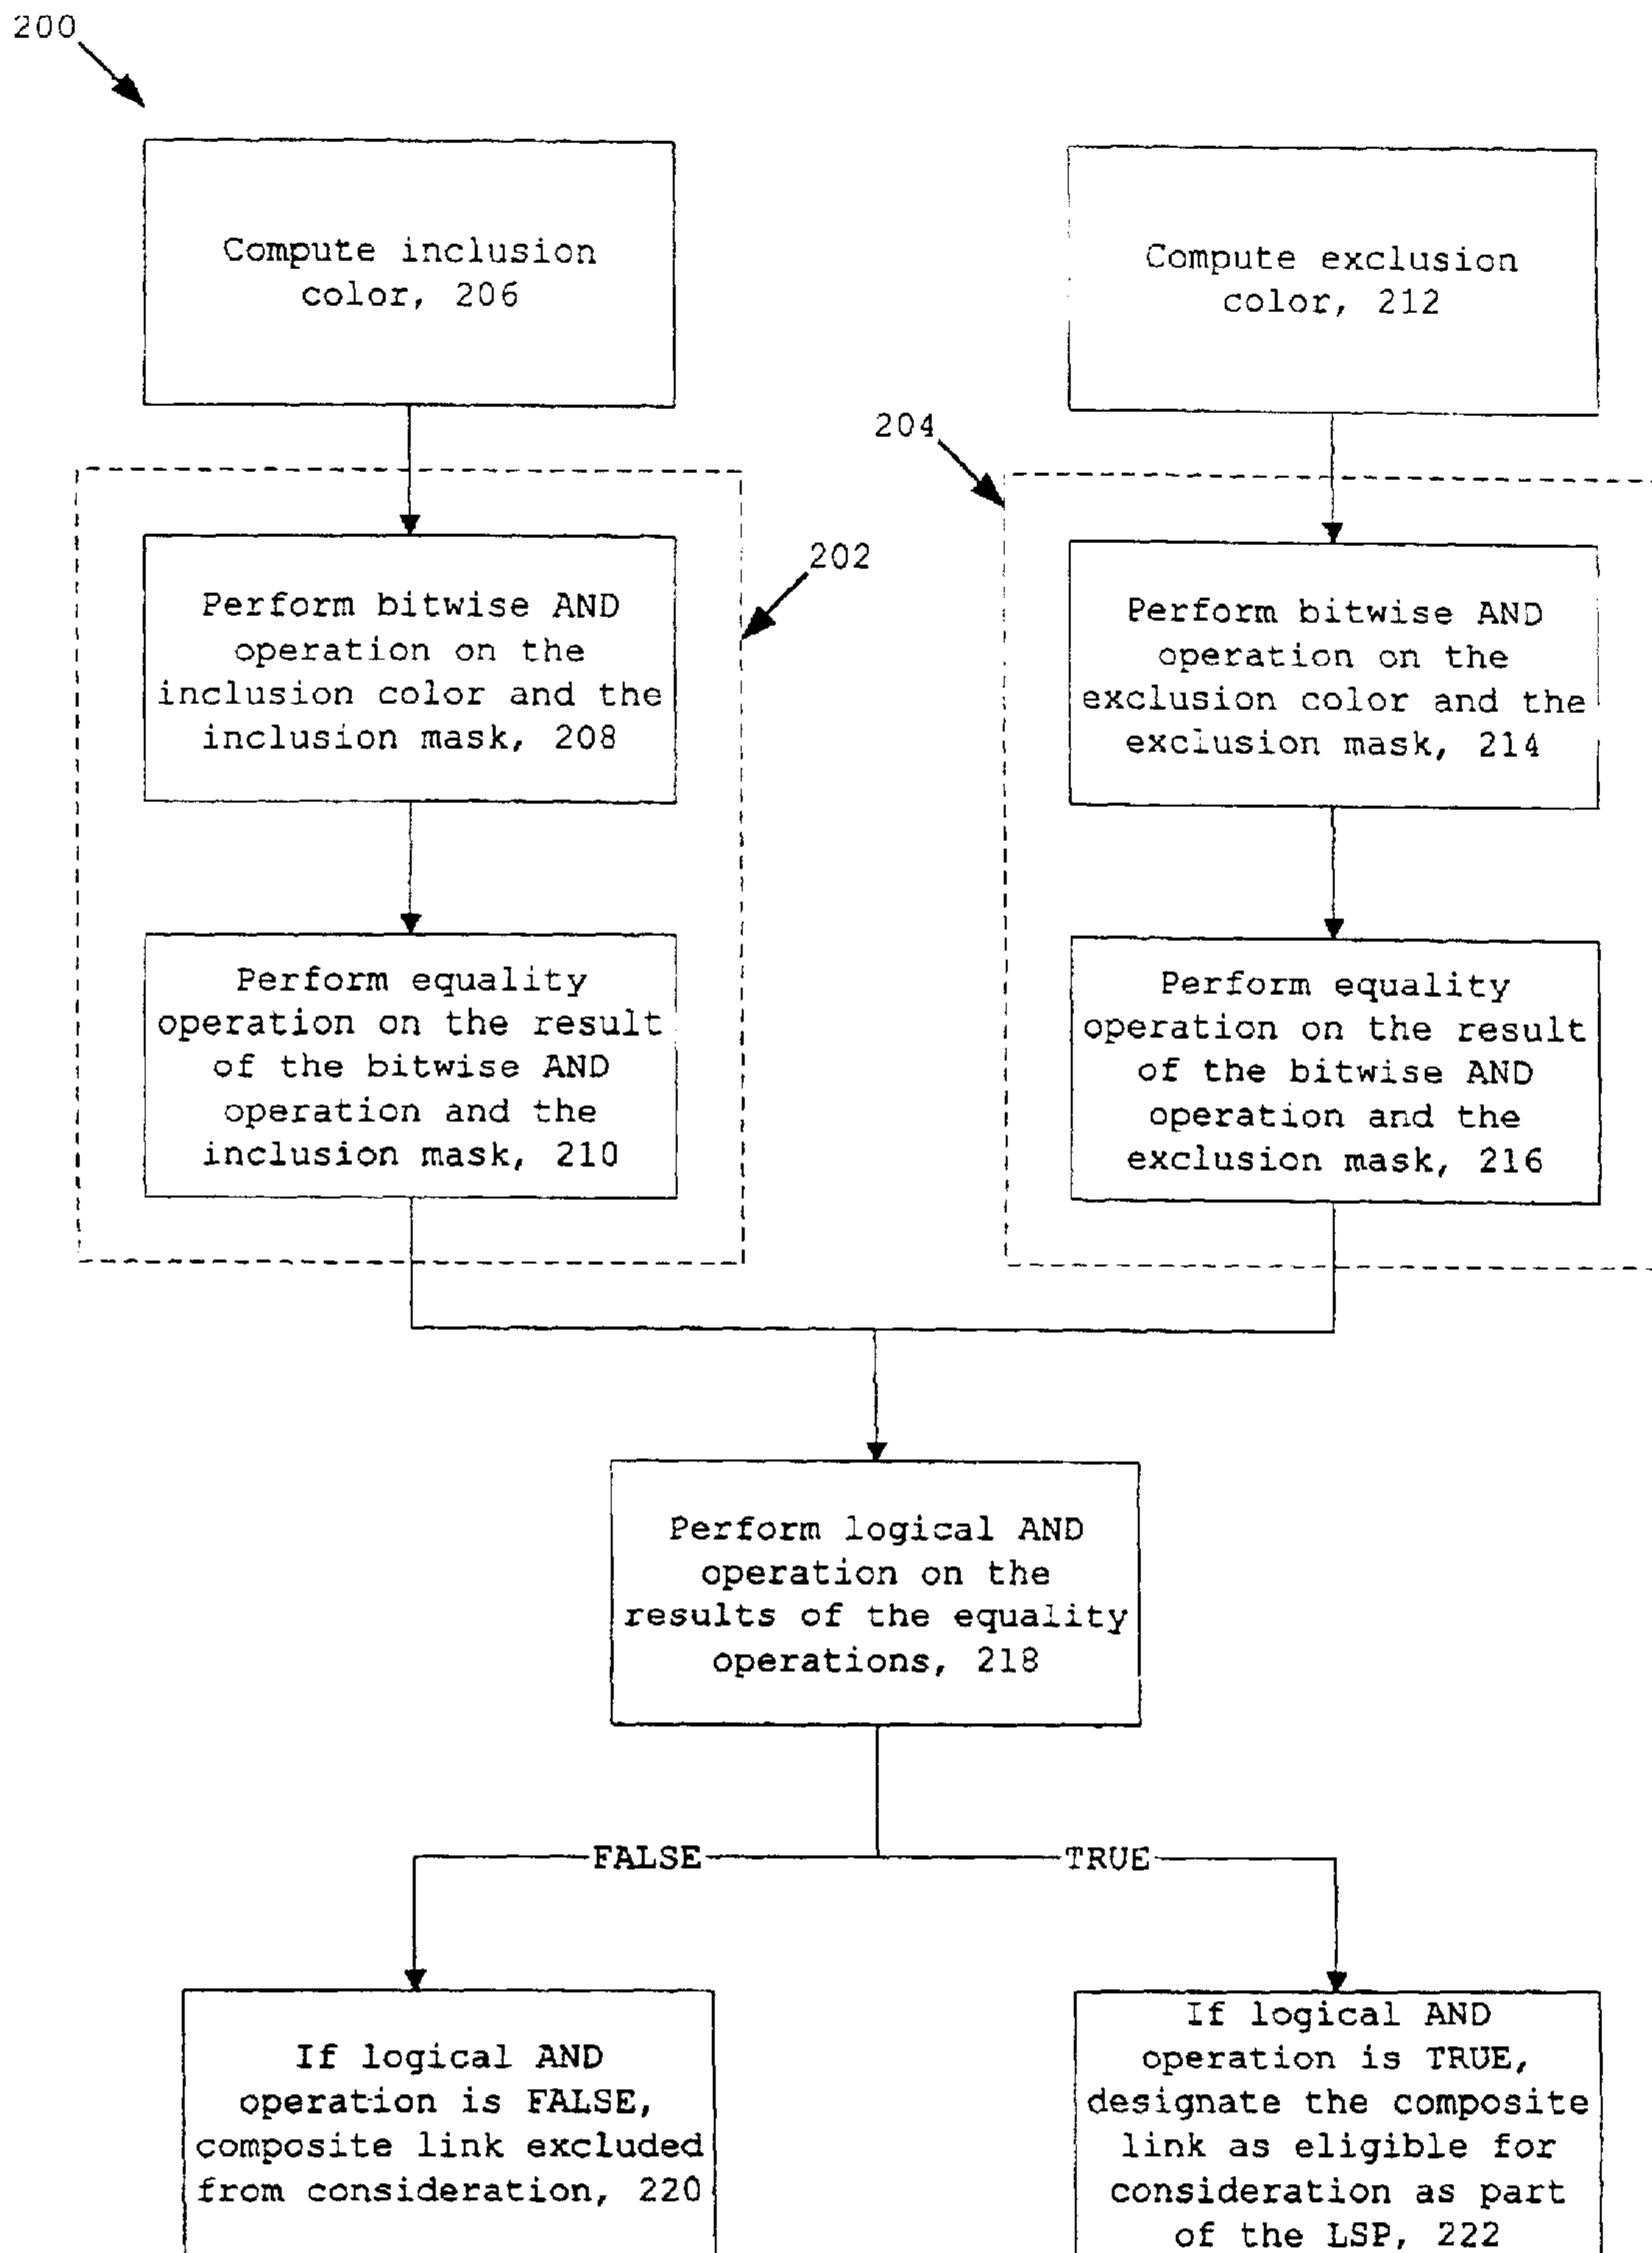 200
Compute inclusion
color, 206
Compute exclusion
color, 212
204
202
Perform bitwise AND
operation on the
inclusion color and the
inclusion mask, 208
Perform bitwise AND
operation on the
exclusion color and the
exclusion mask, 214
Perform equality
operation on the result
of the bitwise AND
operation and the
inclusion mask, 210
Perform equality
operation on the result
of the bitwise AND
operation and the
exclusion mask, 216
Perform logical AND
operation on the
results of the equality
operations, 218
FALSE
TRUE
If logical AND
operation is FALSE,
composite link excluded
from consideration, 220
If logical AND
operation is TRUE,
designate the composite
link as eligible for
consideration as part
of the LSP, 222